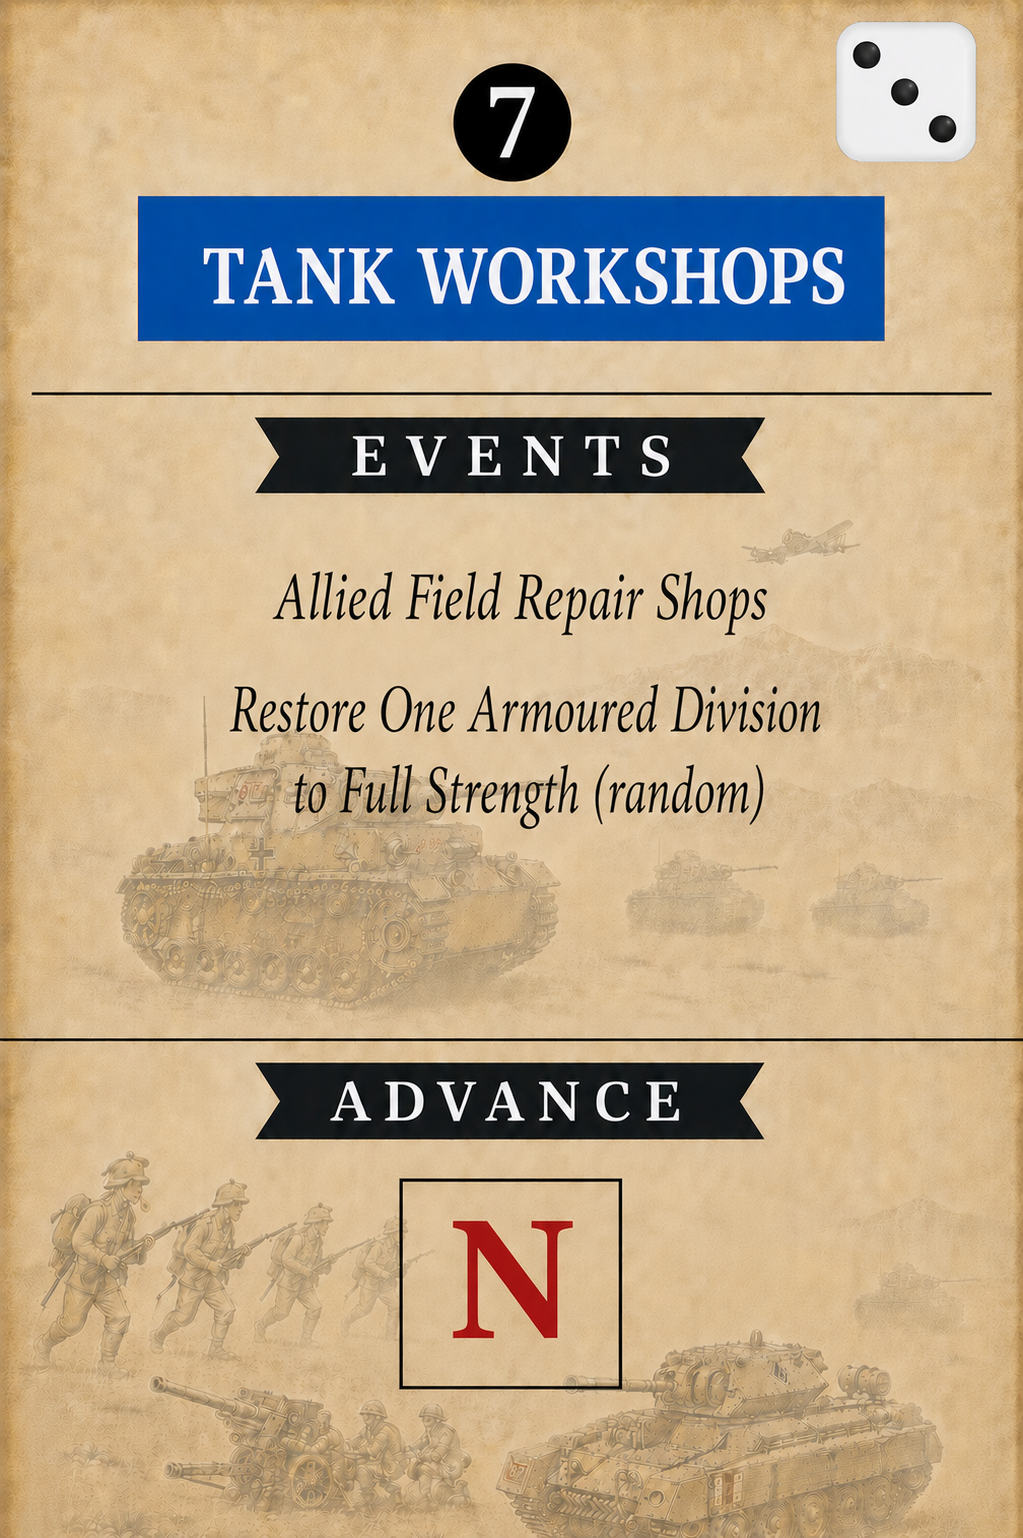 7
TANK WORKSHOPS
EVENTS
Allied Field Repair Shops
Restore One Armoured Division
to Full Strength (random)
ADVANCE
N